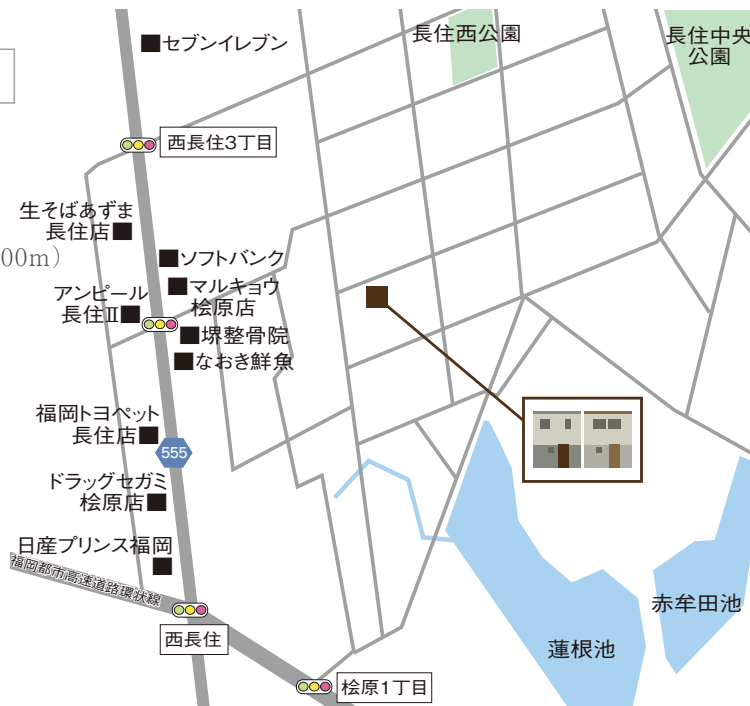 セブンイレブン
長住西公園
長住中央
公園
西長住3丁目
生そばあずま
長住店
00m）
ソフトバンク
マルキョウ
桧原店
アンピール
長住Ⅱ
堺整骨院
なおき鮮魚
福岡トヨペット
長住店
555
ドラッグセガミ
桧原店
日産プリンス福岡
福岡都市高速道路環状線
西長住
赤牟田池
蓮根池
桧原1丁目